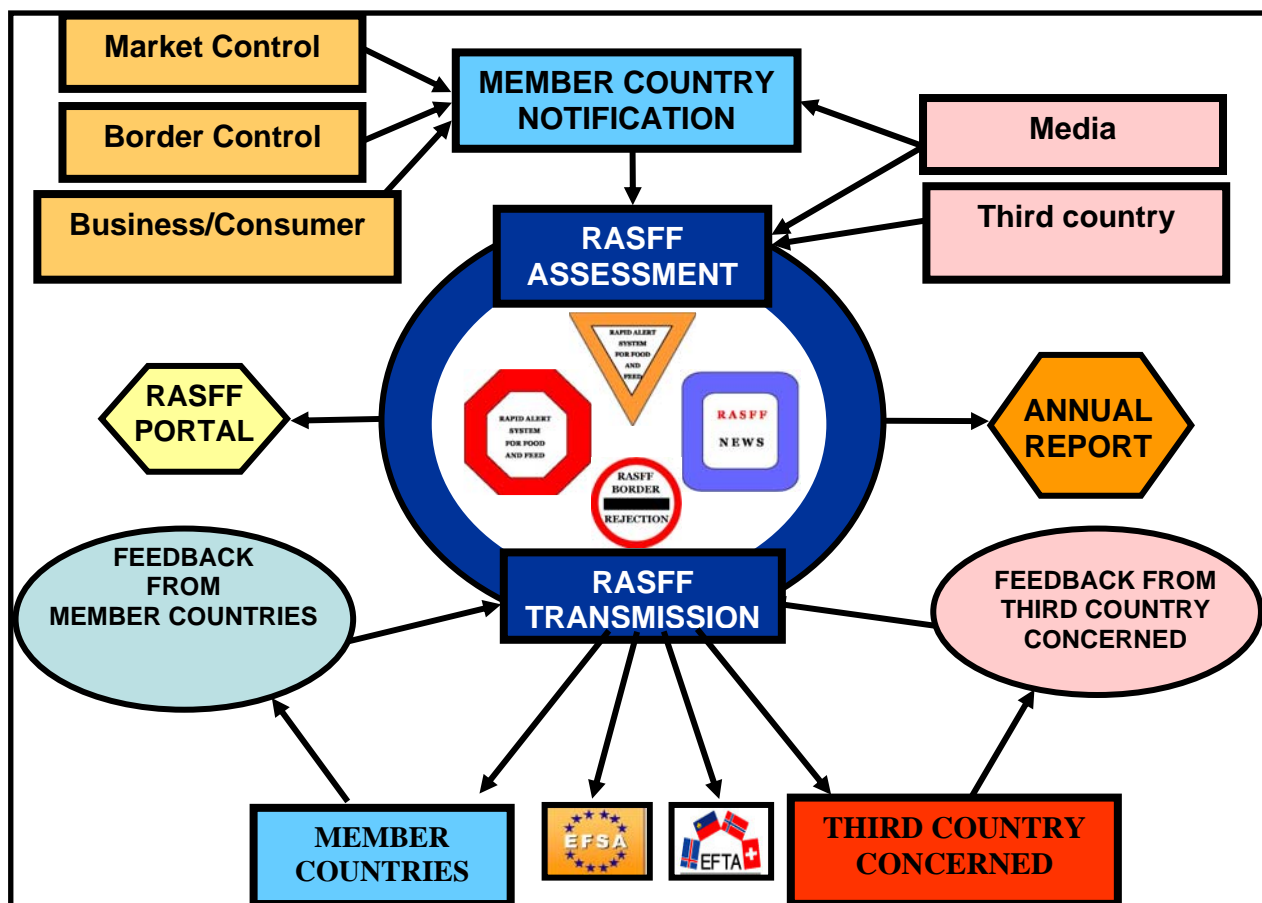 Market Control
MEMBER COUNTRY
NOTIFICATION
Border Control
Media
Business/Consumer
Third country
RASFF
ASSESSMENT
RAPID ALERT
SYSTEM
FOR FOOD
AND
FEED
RASFF
PORTAL
RAPID ALERT
SYSTEM
FOR FOOD
AND FEED
RASFF
NEWS
ANNUAL
REPORT
RASFF
BORDER
REJECTION
FEEDBACK
FROM
MEMBER COUNTRIES
RASFF
TRANSMISSION
FEEDBACK FROM
THIRD COUNTRY
CONCERNED
MEMBER
COUNTRIES
EFSA
EFTA
THIRD COUNTRY
CONCERNED